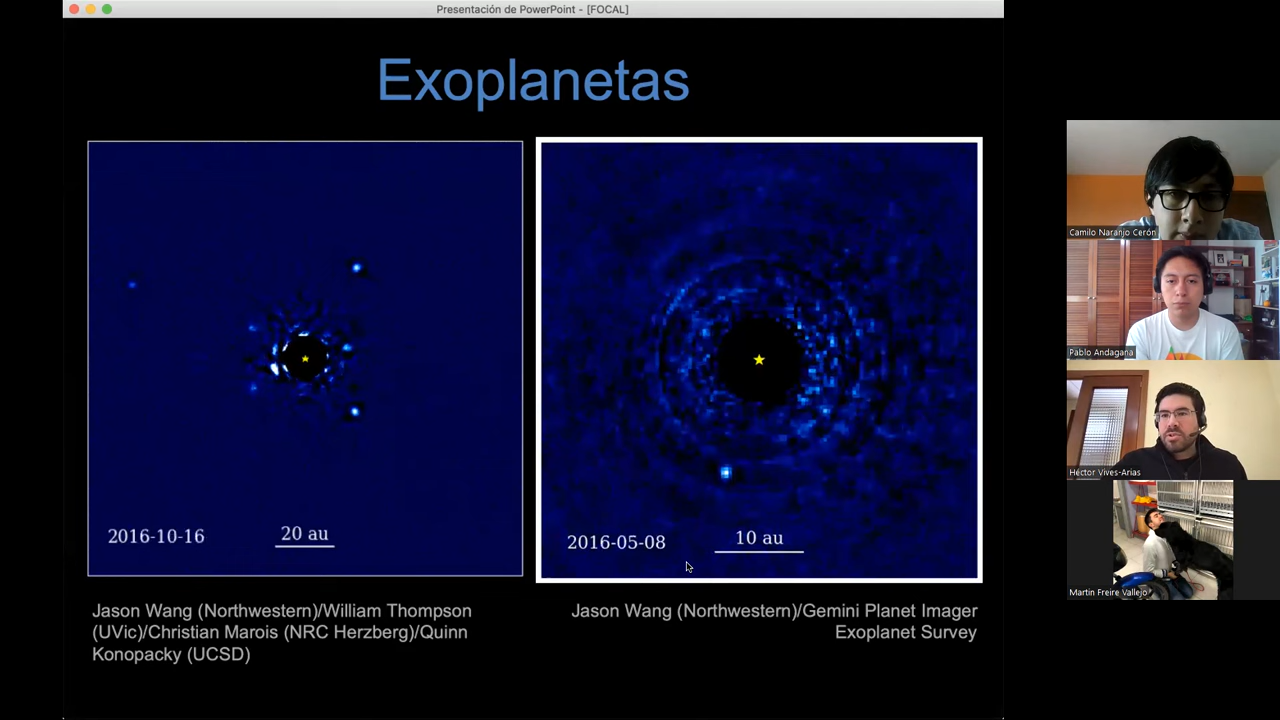 Presentación de PowerPoint - [FOCAL]
Exoplanetas
2016-10-16
20 au
2016-05-08
10 au
Jason Wang (Northwestern)/William Thompson
(UVic)/Christian Marois (NRC Herzberg)/Quinn
Konopacky (UCSD)
Jason Wang (Northwestern)/Gemini Planet Imager
Exoplanet Survey
Camilo Naranjo Cerón
Pablo Andagana
Héctor Vives-Arias
Martin Freire Vallejo